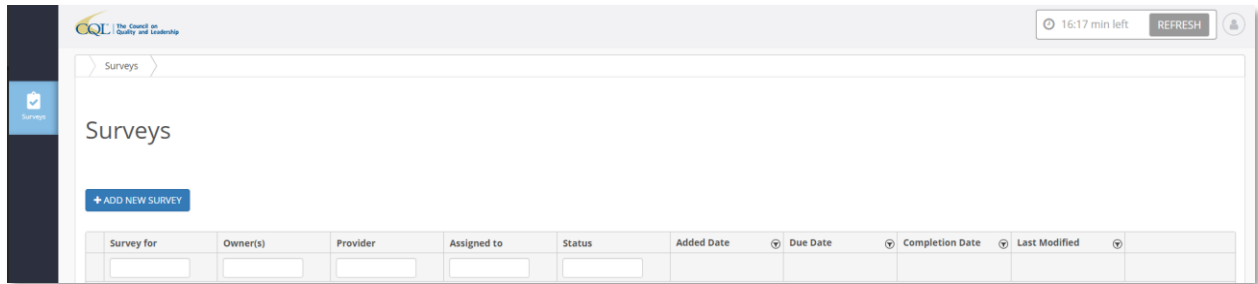 CQL | The Council on
Quality and Leadership
16:17 min left
REFRESH
Surveys
Surveys
Surveys
+ ADD NEW SURVEY
Survey for Owner(s) Provider Assigned to Status Added Date Due Date Completion Date Last Modified